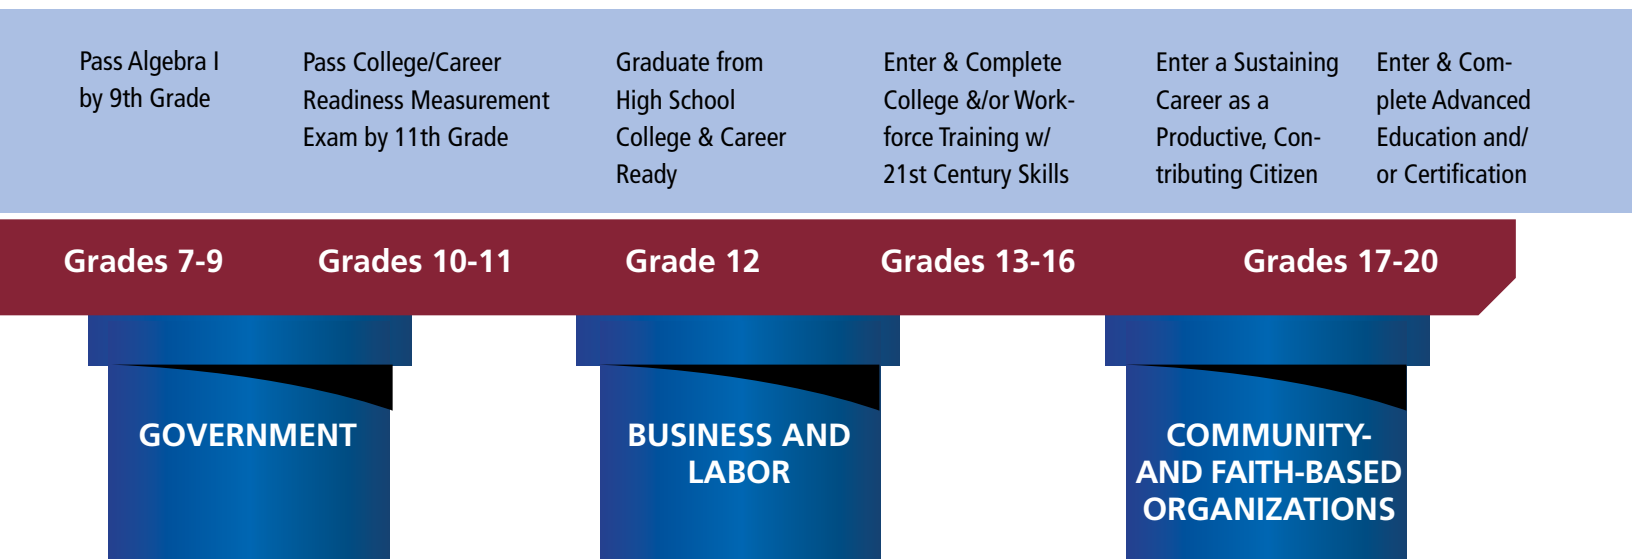 Pass Algebra I
by 9th Grade
Pass College/Career
Readiness Measurement
Exam by 11th Grade
Graduate from
High School
College & Career
Ready
Enter & Complete
College &/or Work-
force Training w/
21st Century Skills
Enter a Sustaining
Career as a
Productive, Con-
tributing Citizen
Enter & Com-
plete Advanced
Education and/
or Certification
Grades 7-9
Grades 10-11
Grade 12
Grades 13-16
Grades 17-20
GOVERNMENT
BUSINESS AND
LABOR
COMMUNITY-
AND FAITH-BASED
ORGANIZATIONS